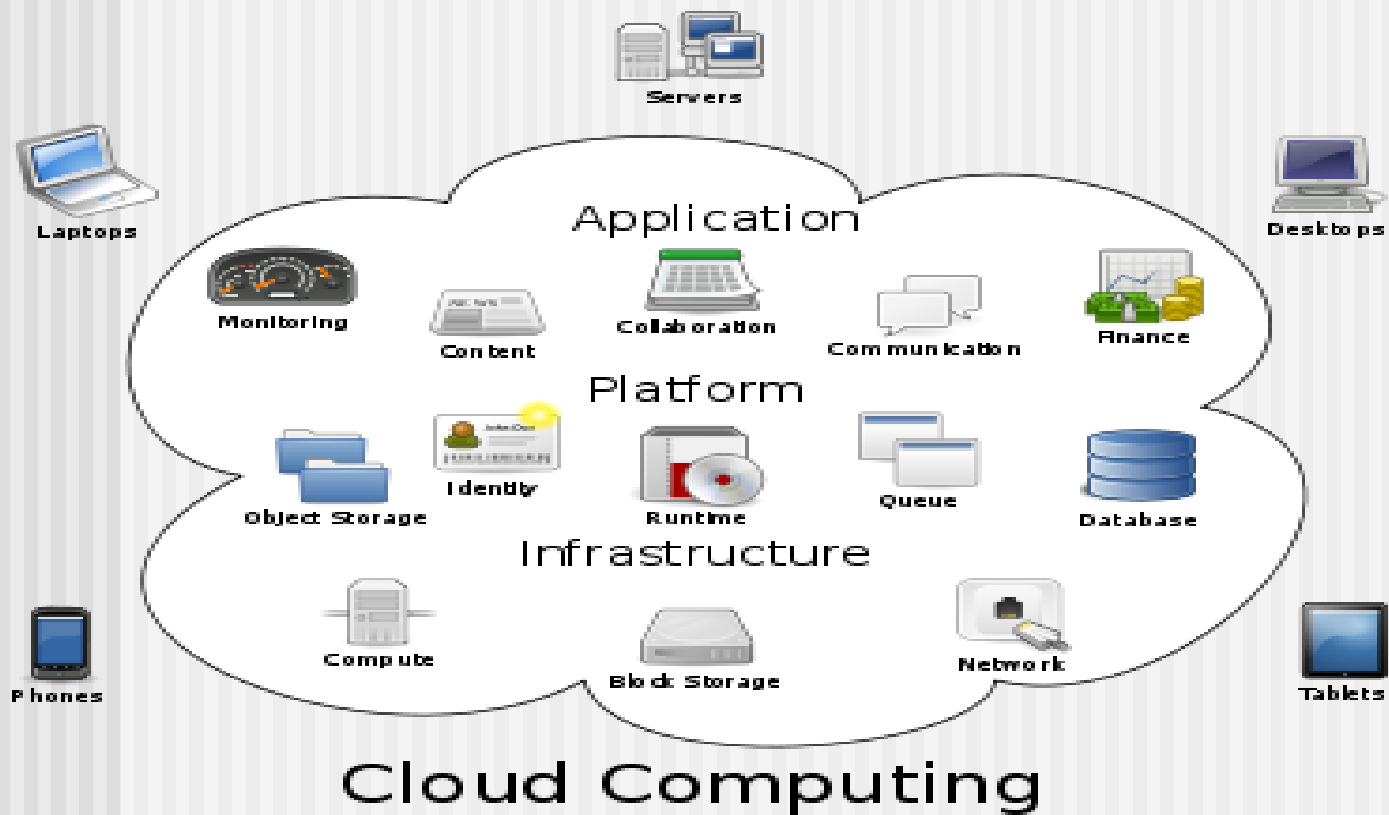 Servers
Laptops
Desktops
Application
Monitoring
Content
Collaboration
Communication
Finance
Platform
Object Storage
Identity
Runtime
Queue
Database
Infrastructure
Compute
Block Storage
Network
Phones
Tablets
Cloud Computing